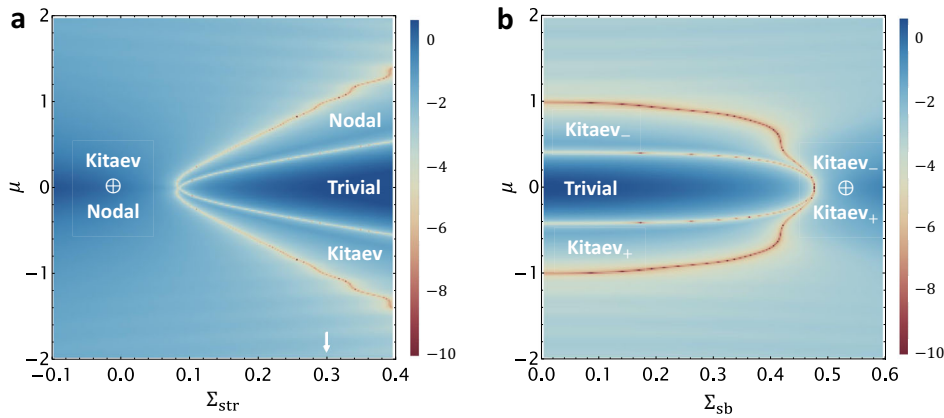 a
b
2
1
μ
0
−1
−2
Nodal
Kitaev
⊕
Nodal
Trivial
Kitaev
−0.1
0.0
0.1
0.2
0.3
0.4
Σstr
0
−2
−4
−6
−8
−10
2
1
μ
0
−1
−2
Kitaev−
Trivial
Kitaev−
⊕
Kitaev+
Kitaev+
0.0
0.1
0.2
0.3
0.4
0.5
0.6
Σsb
0
−2
−4
−6
−8
−10